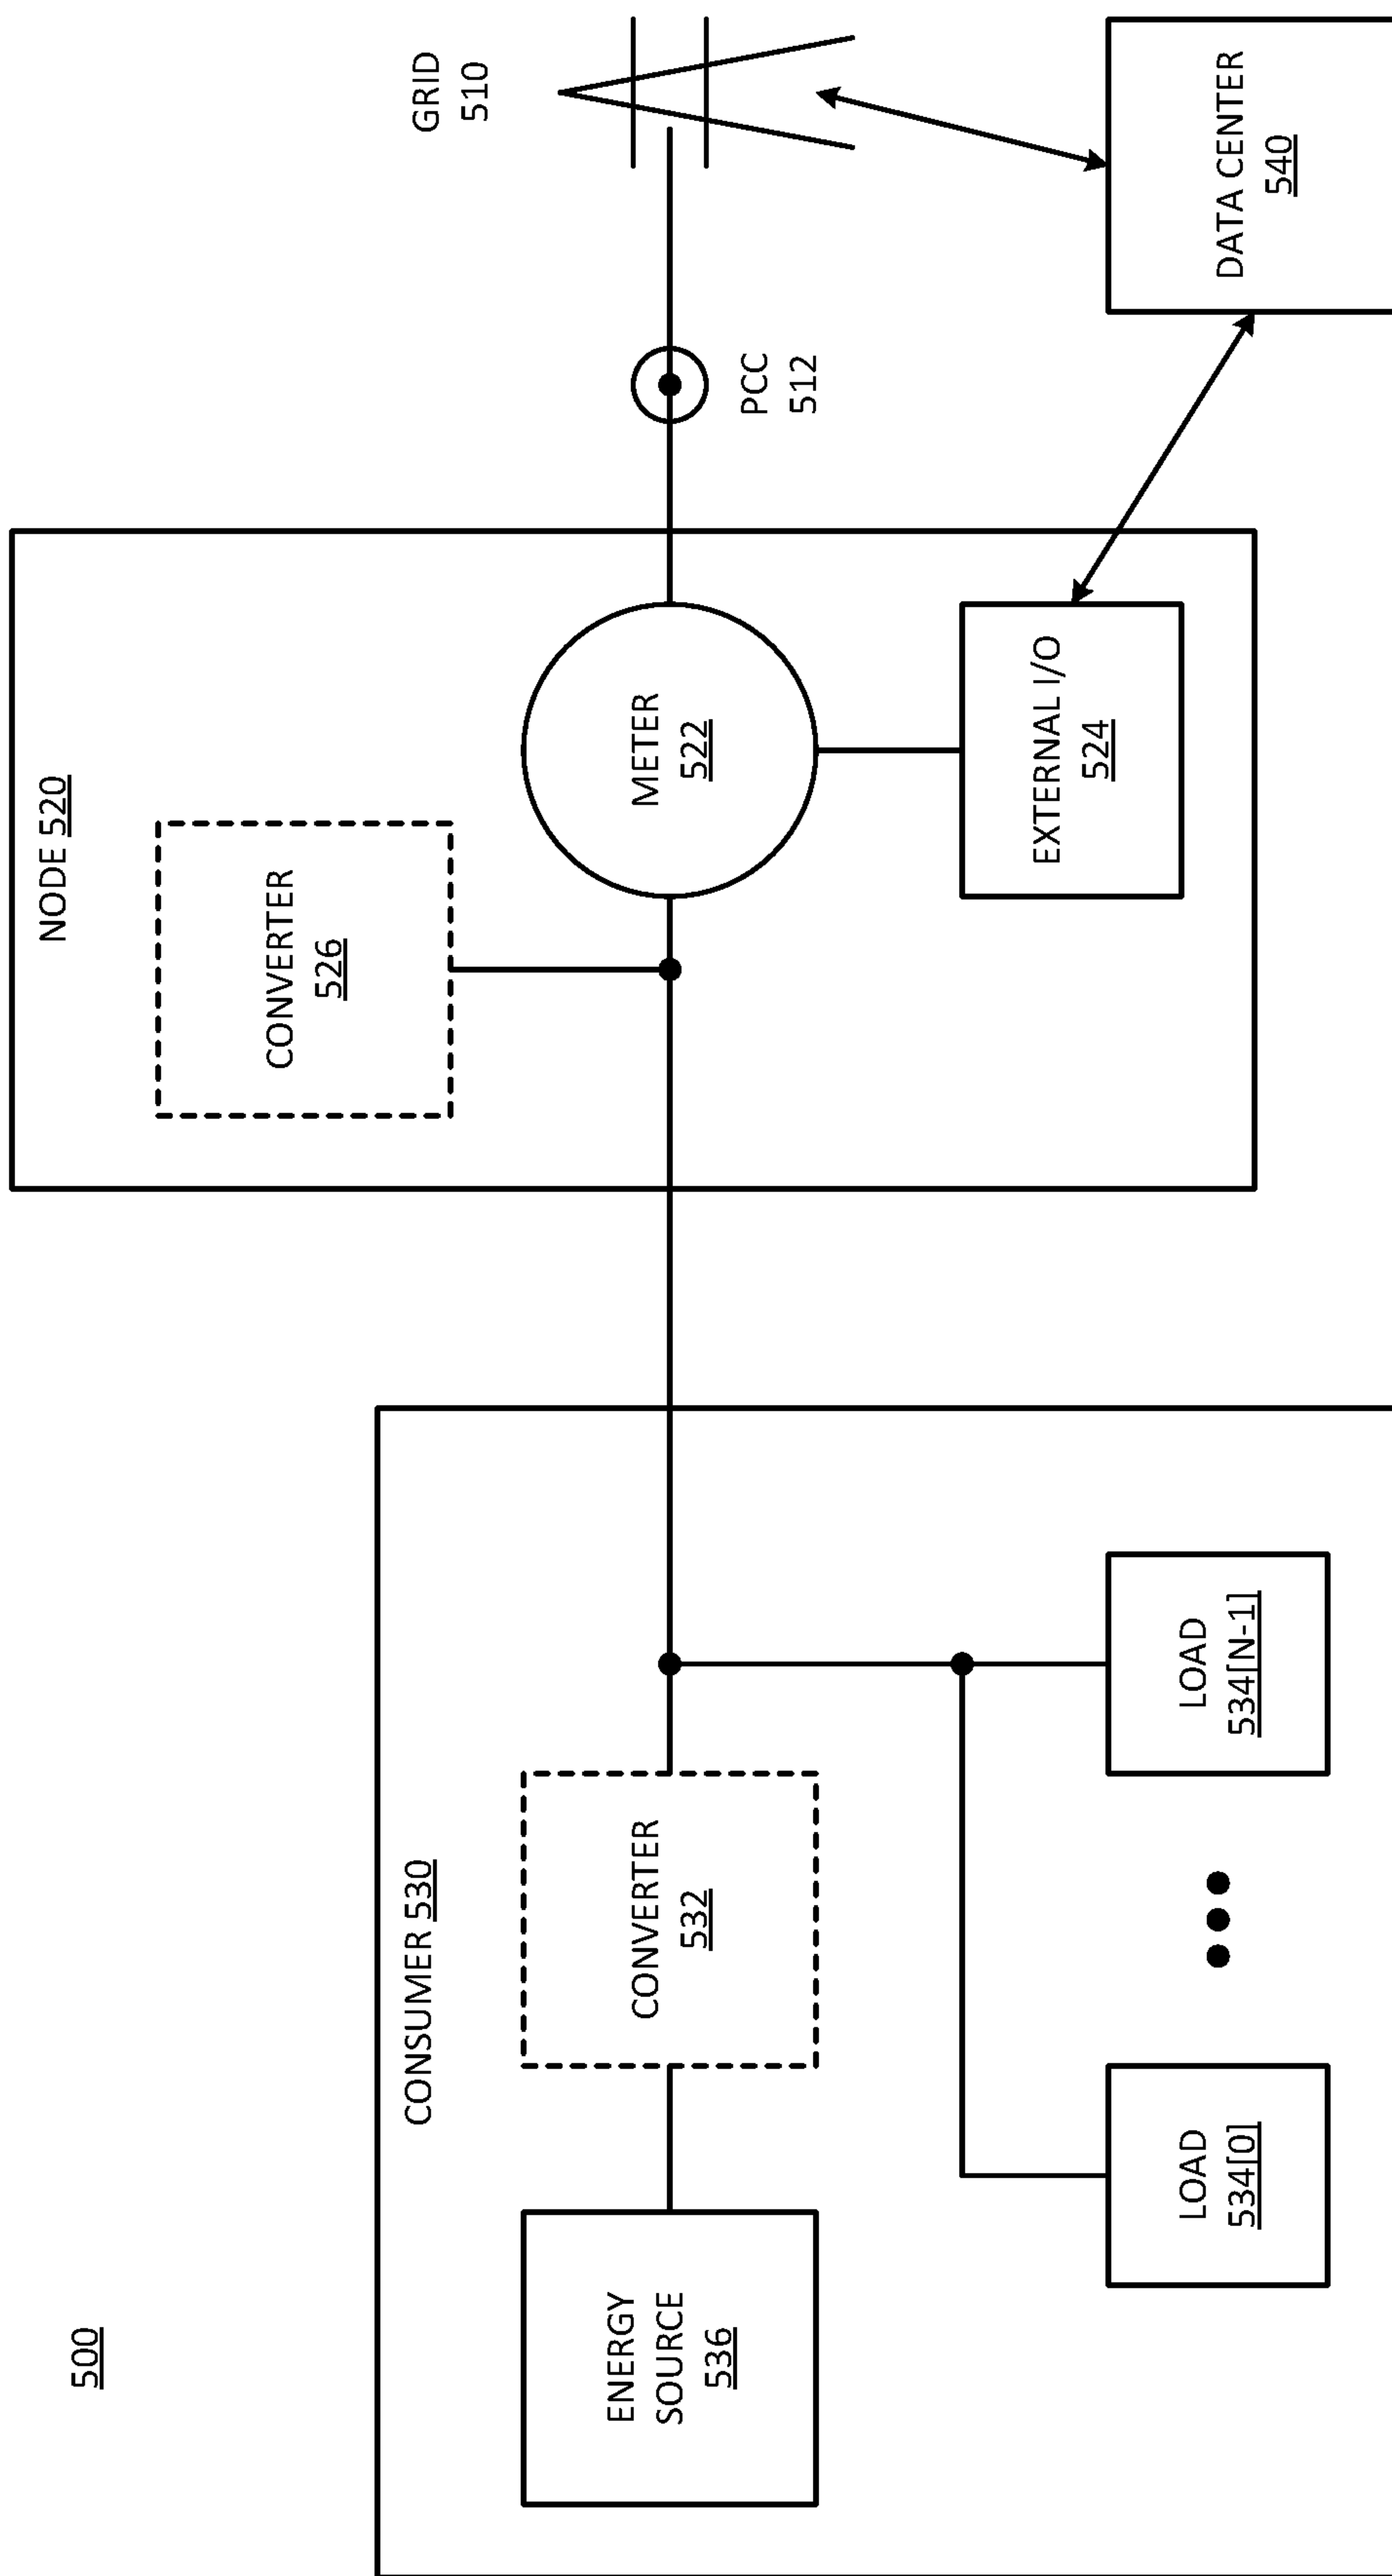 500
CONSUMER 530
ENERGY
SOURCE
536
CONVERTER
532
LOAD
534[0]
LOAD
534[N-1]
NODE 520
CONVERTER
526
METER
522
EXTERNAL I/O
524
PCC
512
GRID
510
DATA CENTER
540